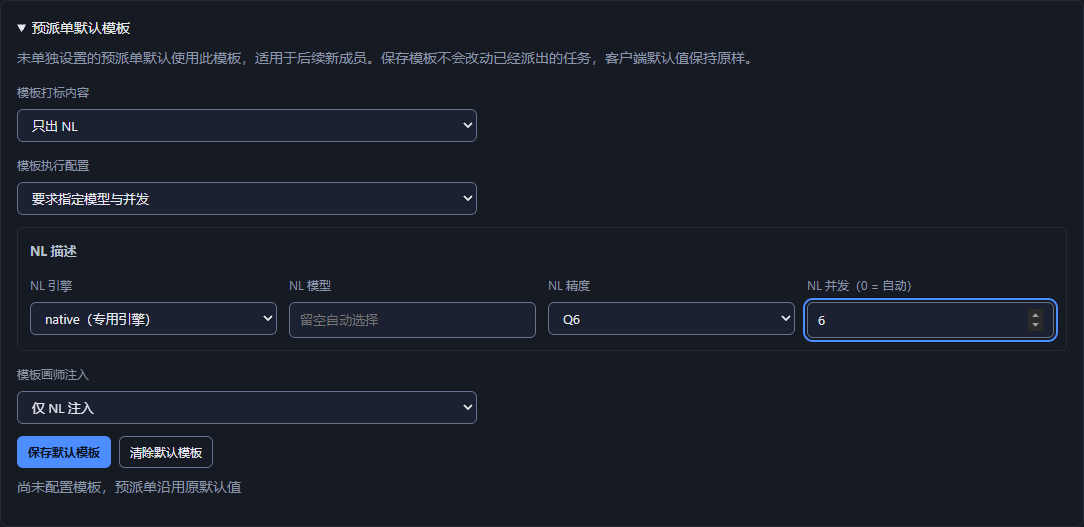 ▼ 预派单默认模板
未单独设置的预派单默认使用此模板，适用于后续新成员。保存模板不会改动已经派出的任务，客户端默认值保持原样。
模板打标内容
只出 NL
模板执行配置
要求指定模型与并发
NL 描述
NL 引擎 NL 模型 NL 精度 NL 并发（0 = 自动）
native（专用引擎） 留空自动选择 Q6 6
模板画师注入
仅 NL 注入
保存默认模板 清除默认模板
尚未配置模板，预派单沿用原默认值